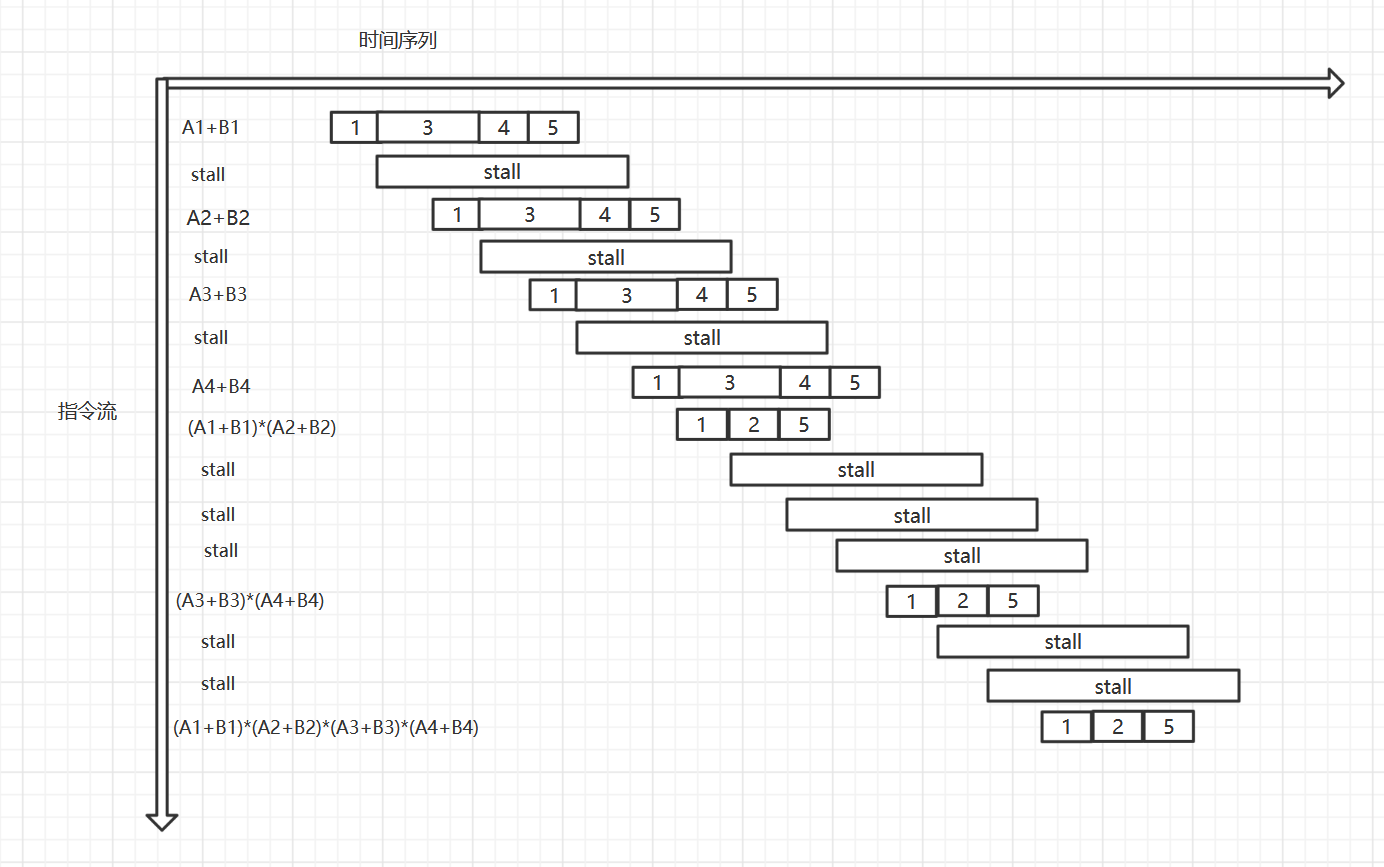 时间序列
A1+B1 1 3 4 5
stall stall
A2+B2 1 3 4 5
stall stall
A3+B3 1 3 4 5
stall stall
A4+B4 1 3 4 5
指令流
(A1+B1)*(A2+B2) 1 2 5
stall stall
stall stall
stall stall
(A3+B3)*(A4+B4) 1 2 5
stall stall
stall stall
(A1+B1)*(A2+B2)*(A3+B3)*(A4+B4) 1 2 5